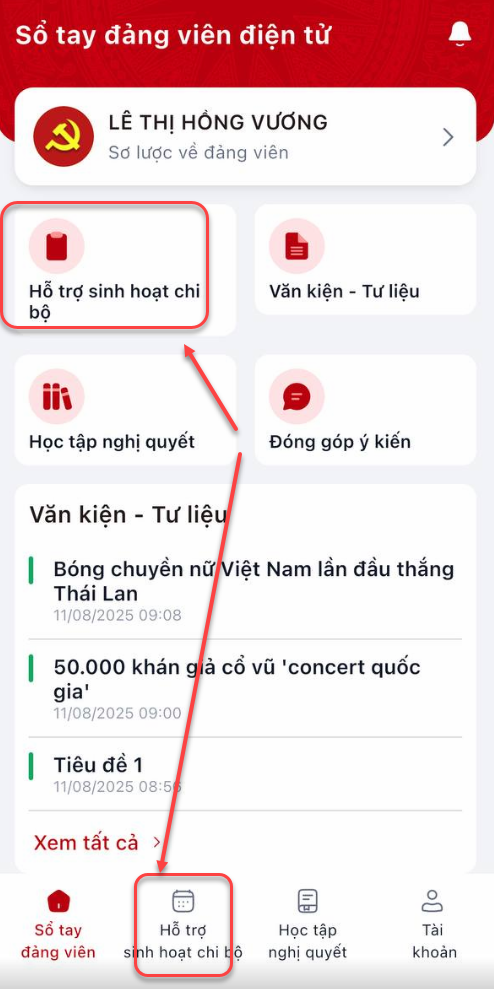 Sổ tay đảng viên điện tử
LÊ THỊ HỒNG VƯƠNG
Sơ lược về đảng viên
Hỗ trợ sinh hoạt chi
bộ
Văn kiện - Tư liệu
Học tập nghị quyết
Đóng góp ý kiến
Văn kiện - Tư liệu
Bóng chuyền nữ Việt Nam lần đầu thắng
Thái Lan
11/08/2025 09:08
50.000 khán giả cổ vũ 'concert quốc
gia'
11/08/2025 09:00
Tiêu đề 1
11/08/2025 08:56
Xem tất cả
Sổ tay
đảng viên
Hỗ trợ
sinh hoạt chi bộ
Học tập
nghị quyết
Tài
khoản